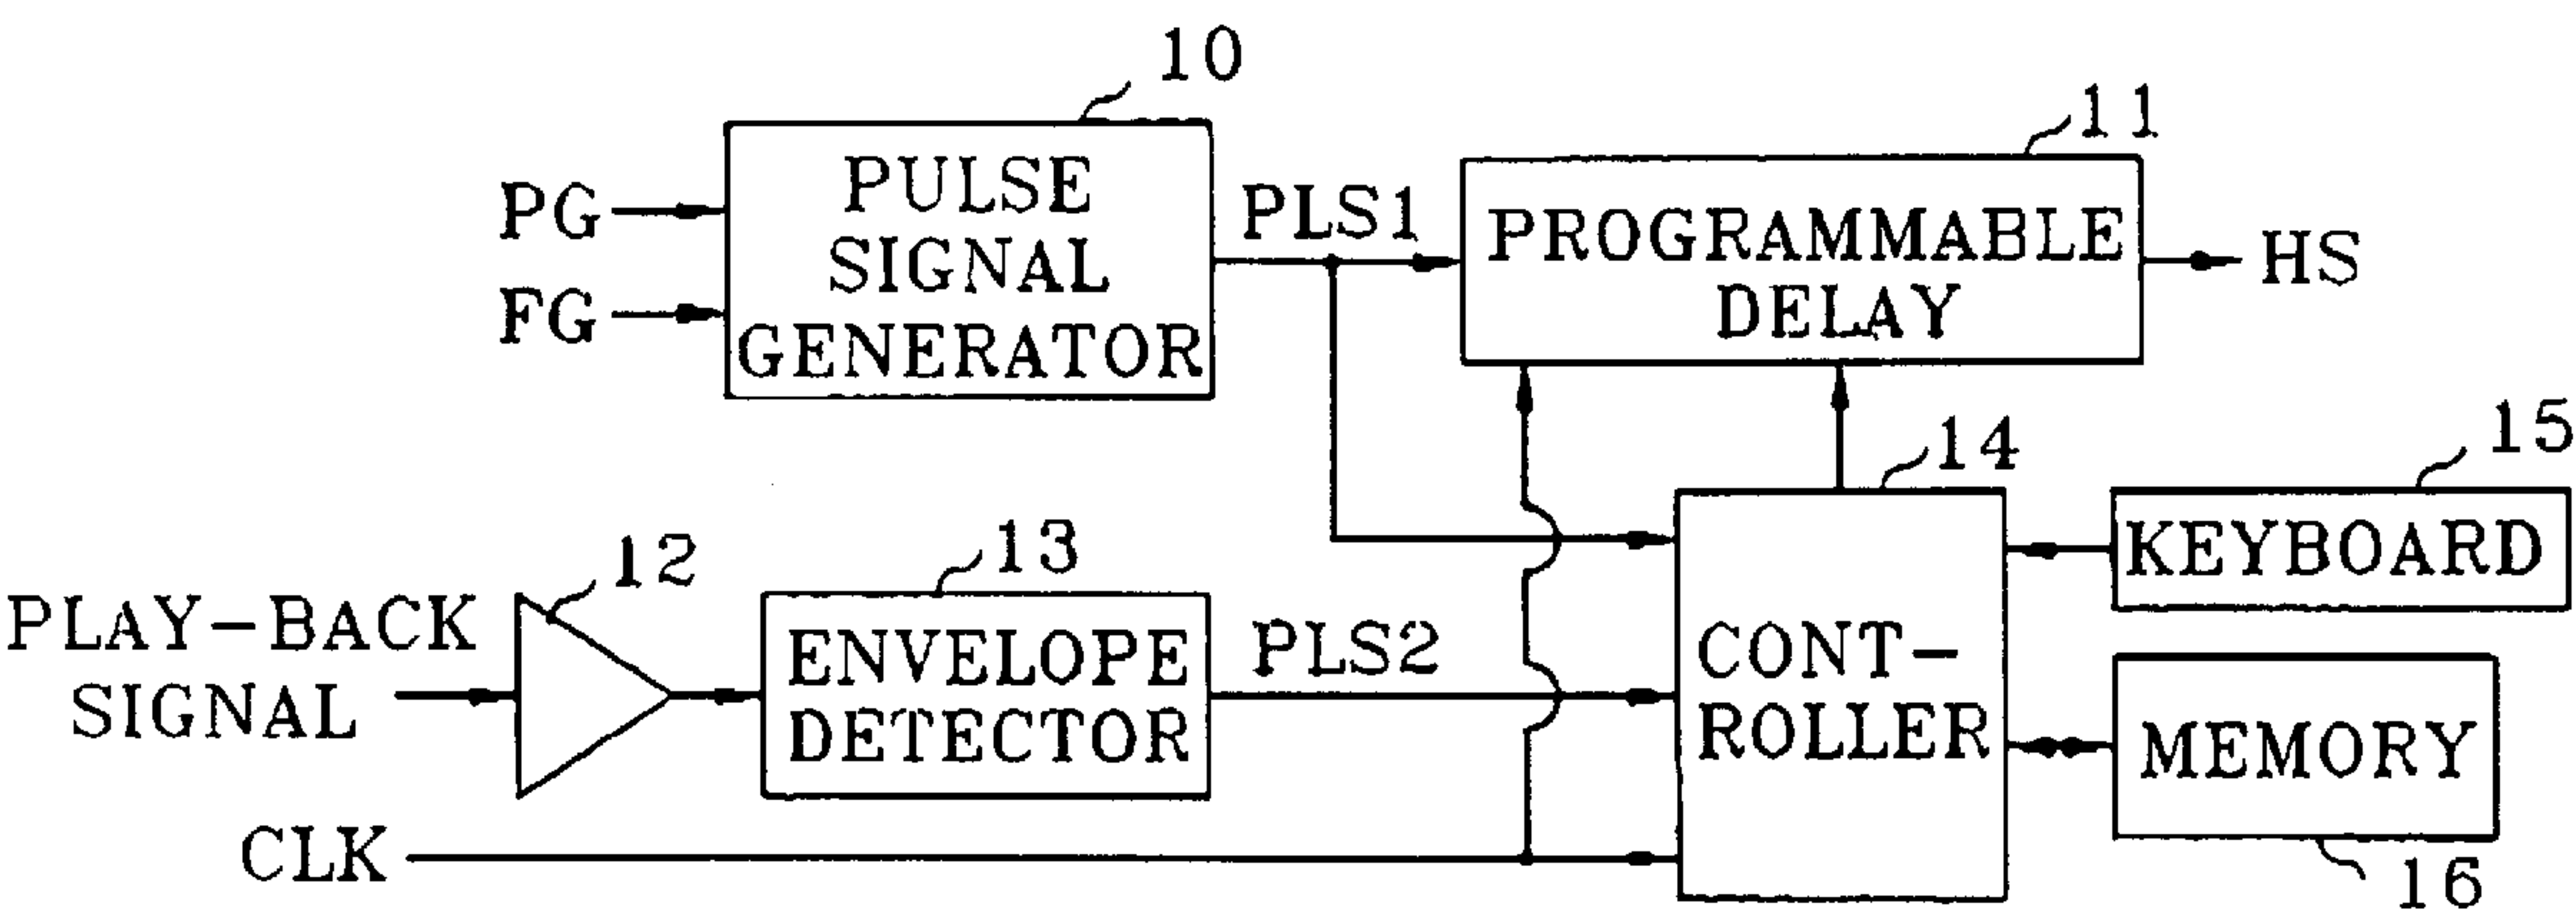 10
11
PG
FG
PULSE
SIGNAL
GENERATOR
PLS1
PROGRAMMABLE
DELAY
HS
12
13
14
15
PLAY-BACK
SIGNAL
ENVELOPE
DETECTOR
PLS2
CONT-
ROLLER
KEYBOARD
MEMORY
CLK
16